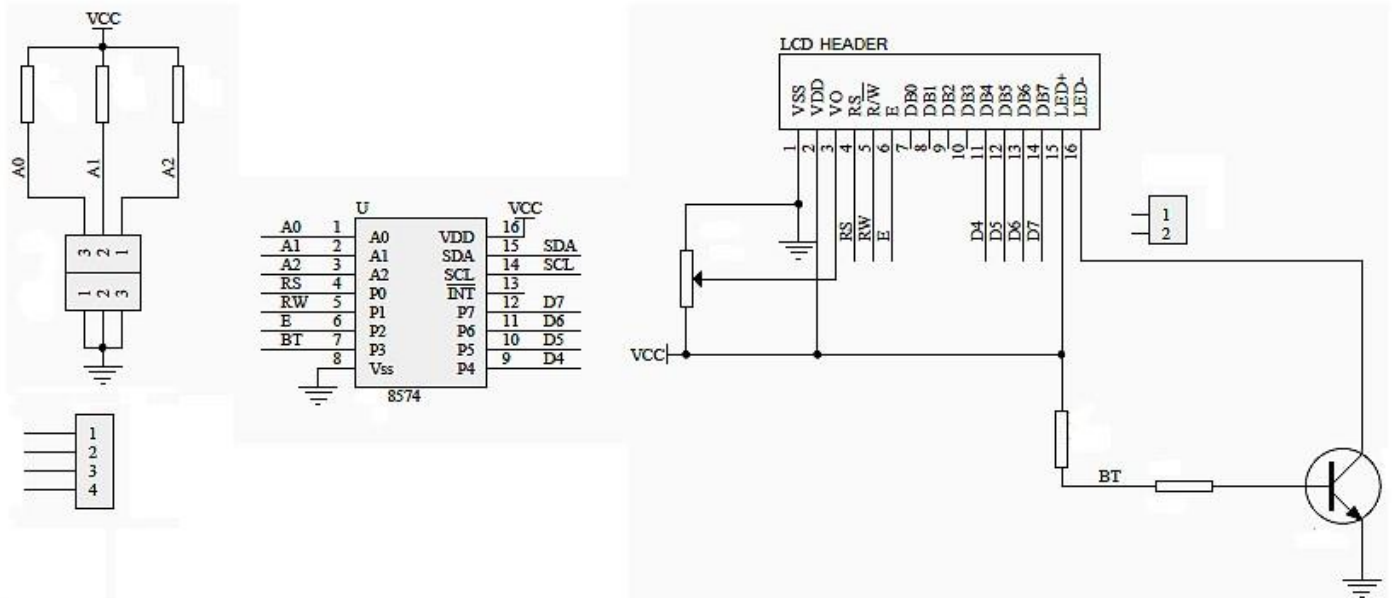 VCC
A0
A1
A2
3 2 1
1 2 3
1
2
3
4
U
VCC
A0 1 A0 VDD 16
A1 2 A1 SDA 15 SDA
A2 3 A2 SCL 14 SCL
RS 4 P0 INT 13
RW 5 P1 P7 12 D7
E 6 P2 P6 11 D6
BT 7 P3 P5 10 D5
8 Vss P4 9 D4
8574
LCD HEADER
VSS
VDD
VO
RS
R/W
E
DB0
DB1
DB2
DB3
DB4
DB5
DB6
DB7
LED+
LED-
1
2
3
4
5
6
7
8
9
10
11
12
13
14
15
16
RS
RW
E
D4
D5
D6
D7
1
2
VCC
BT